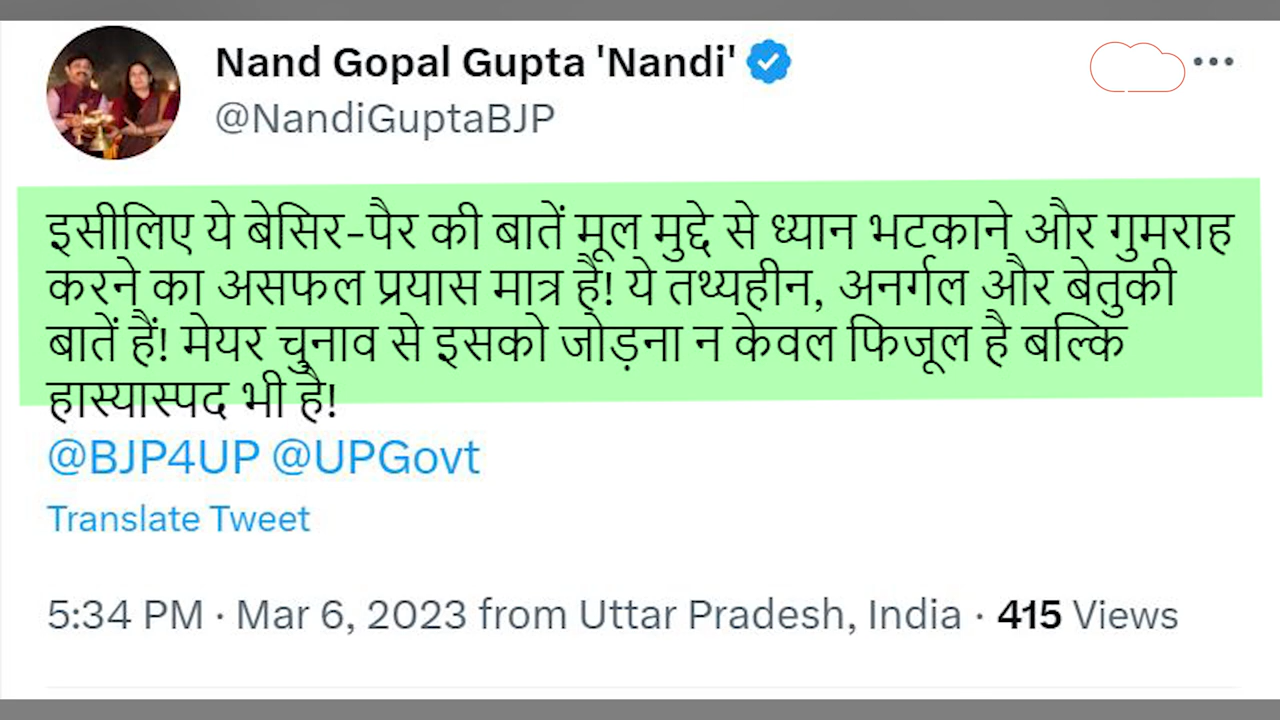 Nand Gopal Gupta 'Nandi'
@NandiGuptaBJP
इसीलिए ये बेसिर-पैर की बातें मूल मुद्दे से ध्यान भटकाने और गुमराह
करने का असफल प्रयास मात्र हैं! ये तथ्यहीन, अनर्गल और बेतुकी
बातें हैं! मेयर चुनाव से इसको जोड़ना न केवल फिजूल है बल्कि
हास्यास्पद भी है!
@BJP4UP @UPGovt
Translate Tweet
5:34 PM · Mar 6, 2023 from Uttar Pradesh, India · 415 Views